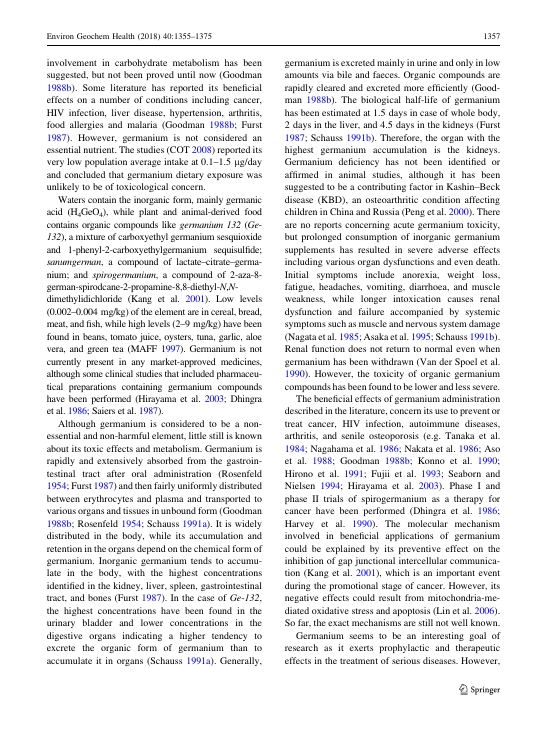 Environ Geochem Health (2018) 40:1355–1375
1357
involvement in carbohydrate metabolism has been
suggested, but not been proved until now (Goodman
1988b). Some literature has reported its beneficial
effects on a number of conditions including cancer,
HIV infection, liver disease, hypertension, arthritis,
food allergies and malaria (Goodman 1988b; Furst
1987). However, germanium is not considered an
essential nutrient. The studies (COT 2008) reported its
very low population average intake at 0.1–1.5 µg/day
and concluded that germanium dietary exposure was
unlikely to be of toxicological concern.
Waters contain the inorganic form, mainly germanic
acid (H₄GeO₄), while plant and animal-derived food
contains organic compounds like germanium 132 (Ge-
132), a mixture of carboxyethyl germanium sesquioxide
and 1-phenyl-2-carboxyethylgermanium sequisulfide;
sanumgerman, a compound of lactate–citrate–germa-
nium; and spirogermanium, a compound of 2-aza-8-
german-spirodcane-2-propamine-8,8-diethyl-N,N-
dimethylidichloride (Kang et al. 2001). Low levels
(0.002–0.004 mg/kg) of the element are in cereal, bread,
meat, and fish, while high levels (2–9 mg/kg) have been
found in beans, tomato juice, oysters, tuna, garlic, aloe
vera, and green tea (MAFF 1997). Germanium is not
currently present in any market-approved medicines,
although some clinical studies that included pharmaceu-
tical preparations containing germanium compounds
have been performed (Hirayama et al. 2003; Dhingra
et al. 1986; Saiers et al. 1987).
Although germanium is considered to be a non-
essential and non-harmful element, little still is known
about its toxic effects and metabolism. Germanium is
rapidly and extensively absorbed from the gastroin-
testinal tract after oral administration (Rosenfeld
1954; Furst 1987) and then fairly uniformly distributed
between erythrocytes and plasma and transported to
various organs and tissues in unbound form (Goodman
1988b; Rosenfeld 1954; Schauss 1991a). It is widely
distributed in the body, while its accumulation and
retention in the organs depend on the chemical form of
germanium. Inorganic germanium tends to accumu-
late in the body, with the highest concentrations
identified in the kidney, liver, spleen, gastrointestinal
tract, and bones (Furst 1987). In the case of Ge-132,
the highest concentrations have been found in the
urinary bladder and lower concentrations in the
digestive organs indicating a higher tendency to
excrete the organic form of germanium than to
accumulate it in organs (Schauss 1991a). Generally,
germanium is excreted mainly in urine and only in low
amounts via bile and faeces. Organic compounds are
rapidly cleared and excreted more efficiently (Good-
man 1988b). The biological half-life of germanium
has been estimated at 1.5 days in case of whole body,
2 days in the liver, and 4.5 days in the kidneys (Furst
1987; Schauss 1991b). Therefore, the organ with the
highest germanium accumulation is the kidneys.
Germanium deficiency has not been identified or
affirmed in animal studies, although it has been
suggested to be a contributing factor in Kashin–Beck
disease (KBD), an osteoarthritic condition affecting
children in China and Russia (Peng et al. 2000). There
are no reports concerning acute germanium toxicity,
but prolonged consumption of inorganic germanium
supplements has resulted in severe adverse effects
including various organ dysfunctions and even death.
Initial symptoms include anorexia, weight loss,
fatigue, headaches, vomiting, diarrhoea, and muscle
weakness, while longer intoxication causes renal
dysfunction and failure accompanied by systemic
symptoms such as muscle and nervous system damage
(Nagata et al. 1985; Asaka et al. 1995; Schauss 1991b).
Renal function does not return to normal even when
germanium has been withdrawn (Van der Spoel et al.
1990). However, the toxicity of organic germanium
compounds has been found to be lower and less severe.
The beneficial effects of germanium administration
described in the literature, concern its use to prevent or
treat cancer, HIV infection, autoimmune diseases,
arthritis, and senile osteoporosis (e.g. Tanaka et al.
1984; Nagahama et al. 1986; Nakata et al. 1986; Aso
et al. 1988; Goodman 1988b; Konno et al. 1990;
Hirono et al. 1991; Fujii et al. 1993; Seaborn and
Nielsen 1994; Hirayama et al. 2003). Phase I and
phase II trials of spirogermanium as a therapy for
cancer have been performed (Dhingra et al. 1986;
Harvey et al. 1990). The molecular mechanism
involved in beneficial applications of germanium
could be explained by its preventive effect on the
inhibition of gap junctional intercellular communica-
tion (Kang et al. 2001), which is an important event
during the promotional stage of cancer. However, its
negative effects could result from mitochondria-me-
diated oxidative stress and apoptosis (Lin et al. 2006).
So far, the exact mechanisms are still not well known.
Germanium seems to be an interesting goal of
research as it exerts prophylactic and therapeutic
effects in the treatment of serious diseases. However,
Springer